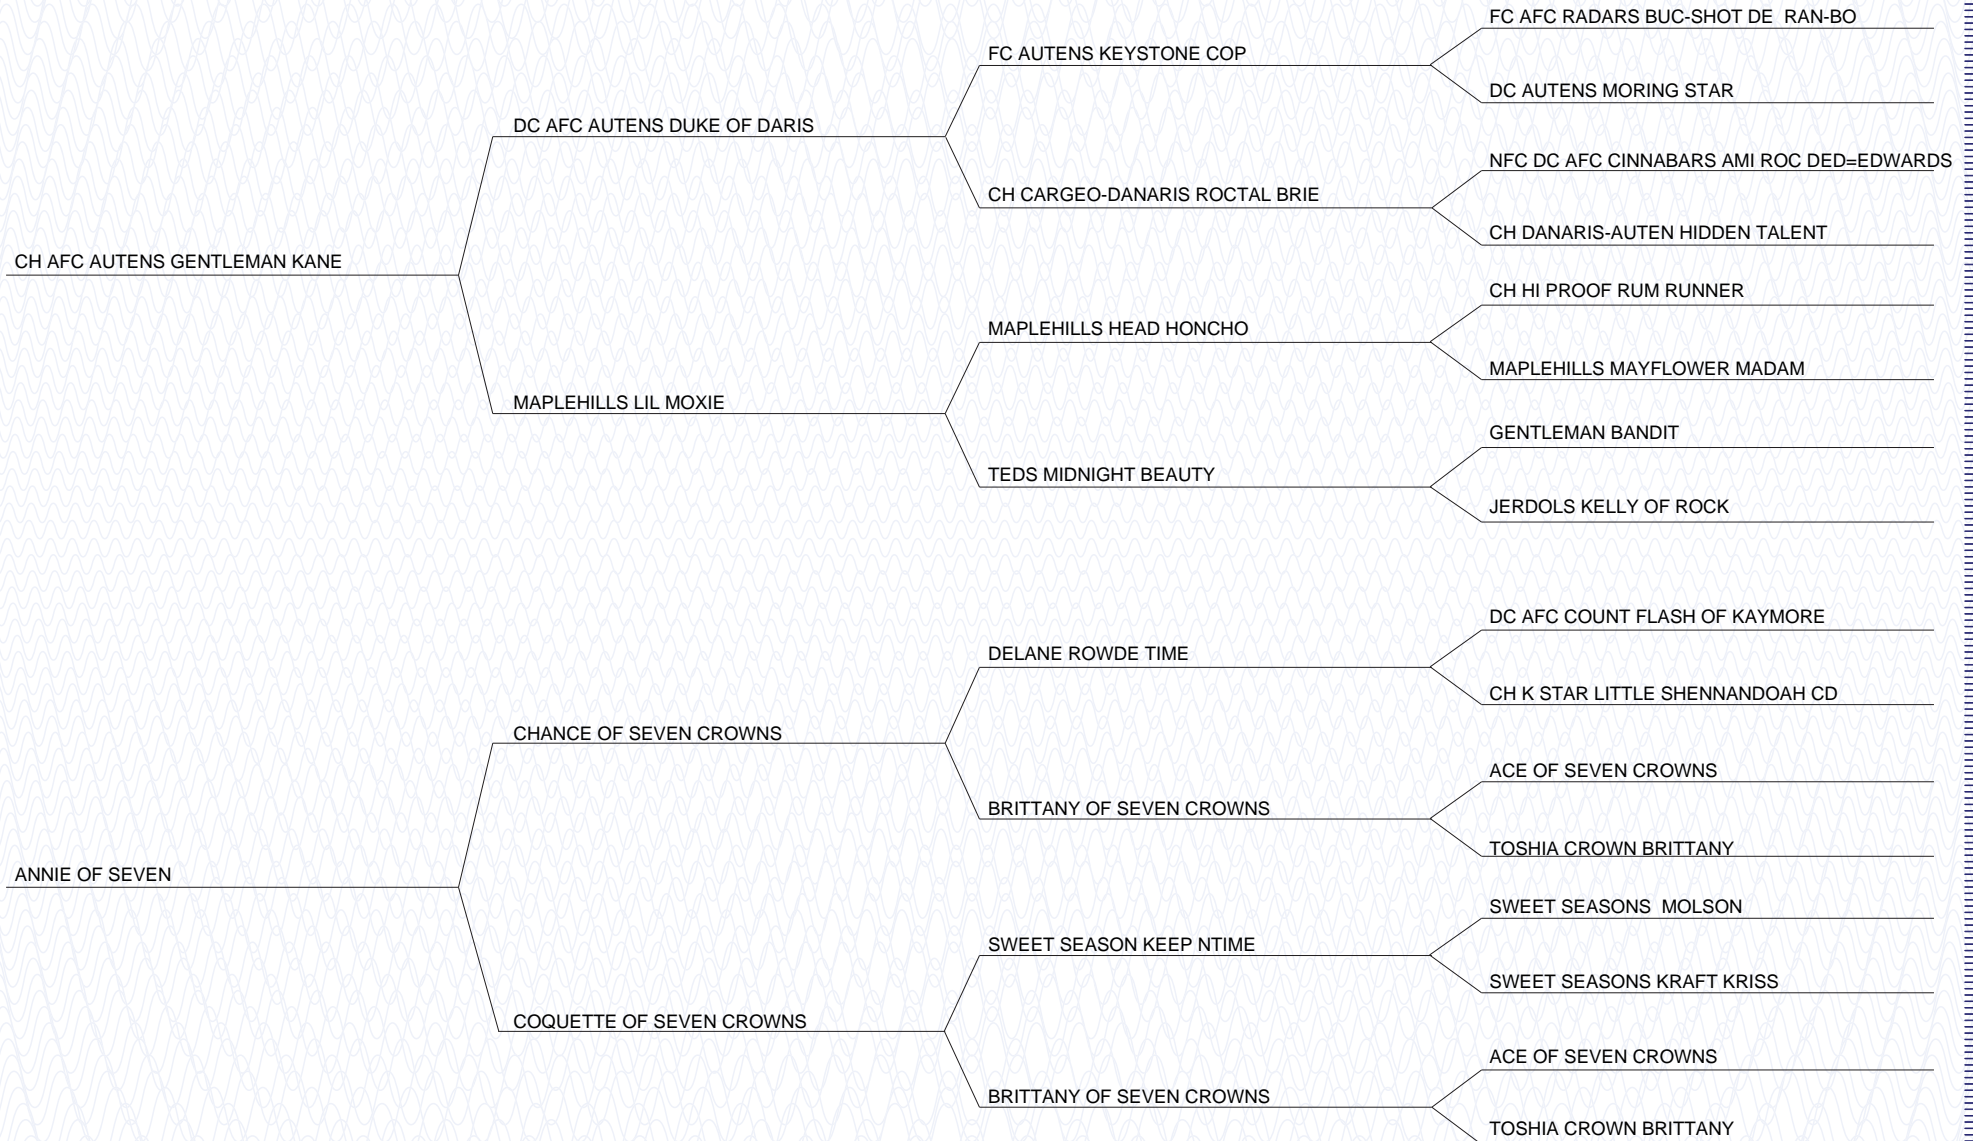 FC AFC RADARS BUC-SHOT DE  RAN-BO
FC AUTENS KEYSTONE COP
DC AUTENS MORING STAR
DC AFC AUTENS DUKE OF DARIS
NFC DC AFC CINNABARS AMI ROC DED=EDWARDS
CH CARGEO-DANARIS ROCTAL BRIE
CH DANARIS-AUTEN HIDDEN TALENT
CH AFC AUTENS GENTLEMAN KANE
CH HI PROOF RUM RUNNER
MAPLEHILLS HEAD HONCHO
MAPLEHILLS MAYFLOWER MADAM
MAPLEHILLS LIL MOXIE
GENTLEMAN BANDIT
TEDS MIDNIGHT BEAUTY
JERDOLS KELLY OF ROCK
DC AFC COUNT FLASH OF KAYMORE
DELANE ROWDE TIME
CH K STAR LITTLE SHENNANDOAH CD
CHANCE OF SEVEN CROWNS
ACE OF SEVEN CROWNS
BRITTANY OF SEVEN CROWNS
TOSHIA CROWN BRITTANY
ANNIE OF SEVEN
SWEET SEASONS  MOLSON
SWEET SEASON KEEP NTIME
SWEET SEASONS KRAFT KRISS
COQUETTE OF SEVEN CROWNS
ACE OF SEVEN CROWNS
BRITTANY OF SEVEN CROWNS
TOSHIA CROWN BRITTANY